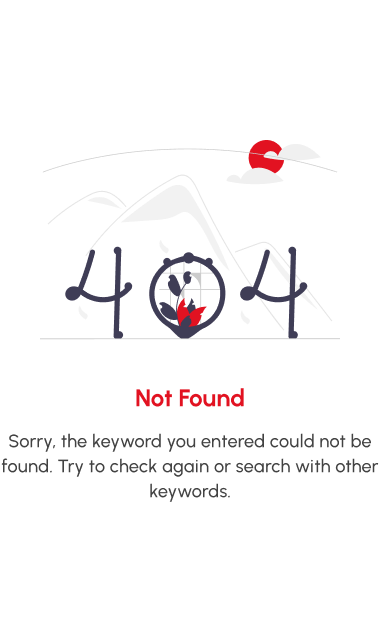 404
Not Found
Sorry, the keyword you entered could not be
found. Try to check again or search with other
keywords.